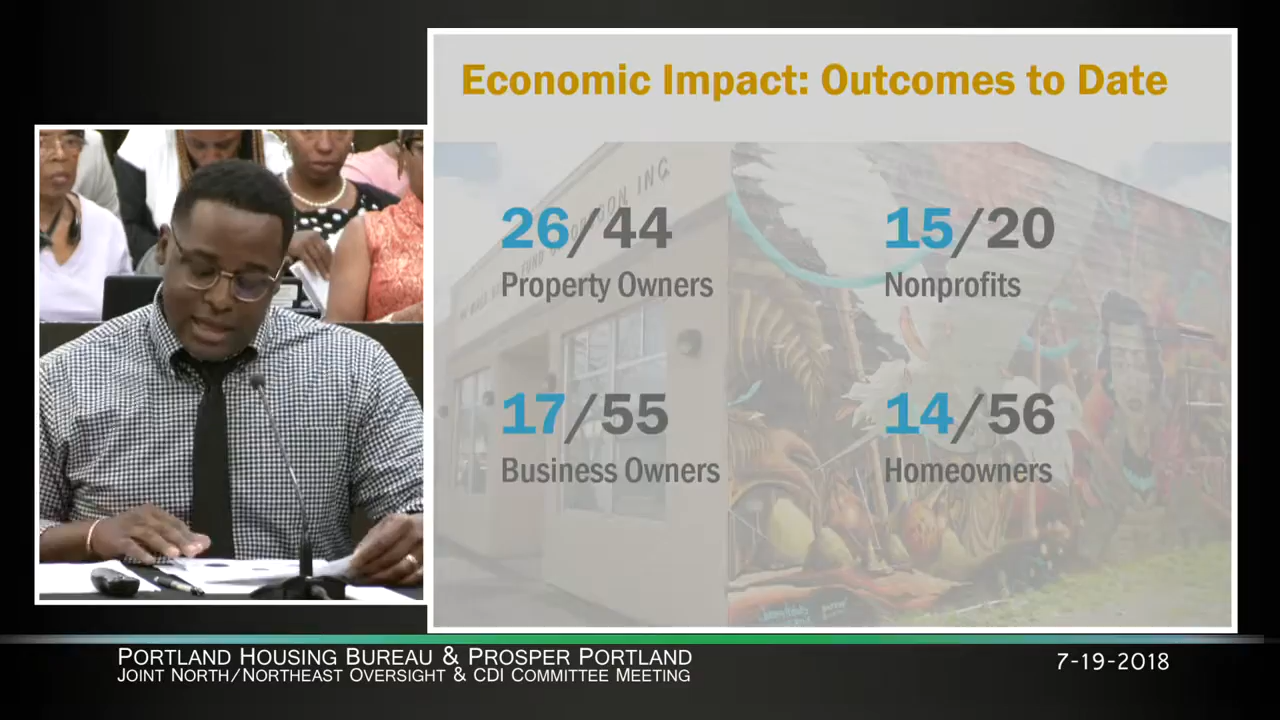 Economic Impact: Outcomes to Date
26/44
Property Owners
15/20
Nonprofits
17/55
Business Owners
14/56
Homeowners
PORTLAND HOUSING BUREAU & PROSPER PORTLAND
JOINT NORTH/NORTHEAST OVERSIGHT & CDI COMMITTEE MEETING
7-19-2018